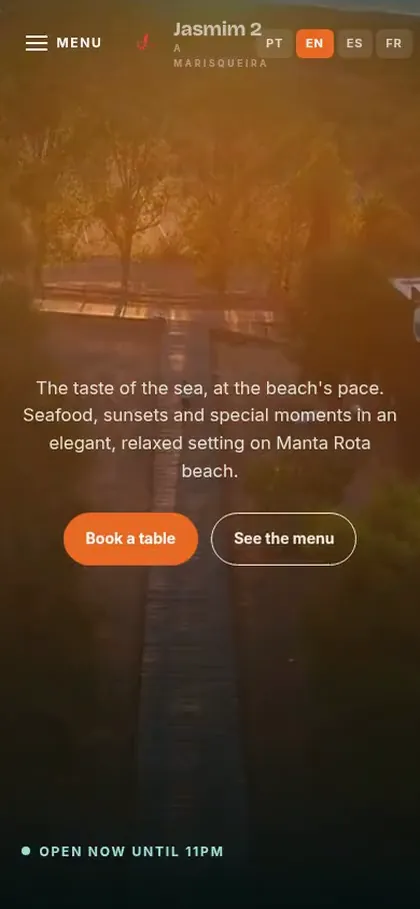 MENU
Jasmim 2
A
MARISQUEIRA
PT
EN
ES
FR
The taste of the sea, at the beach's pace.
Seafood, sunsets and special moments in an
elegant, relaxed setting on Manta Rota
beach.
Book a table
See the menu
OPEN NOW UNTIL 11PM